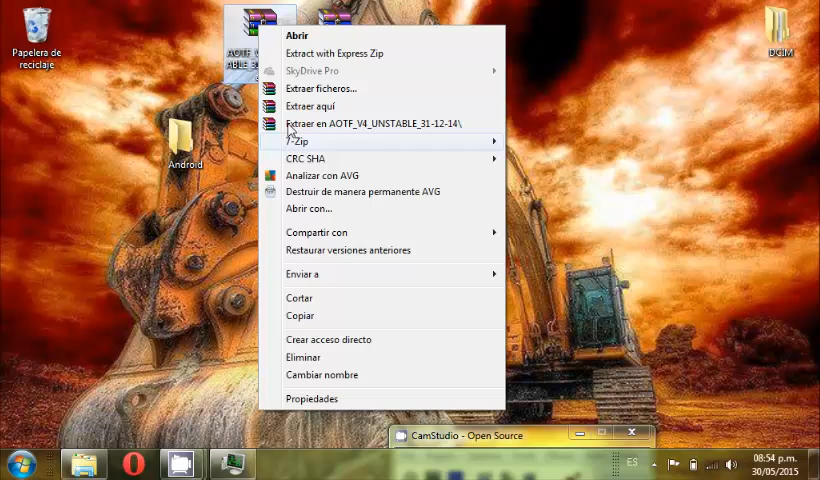 Papelera de
reciclaje
AOTF_V
DCIM
Android
Abrir
Extract with Express Zip
SkyDrive Pro
Extraer ficheros...
Extraer aquí
Extraer en AOTF_V4_UNSTABLE_31-12-14\
7-Zip
CRC SHA
Analizar con AVG
Destruir de manera permanente AVG
Abrir con...
Compartir con
Restaurar versiones anteriores
Enviar a
Cortar
Copiar
Crear acceso directo
Eliminar
Cambiar nombre
Propiedades
CamStudio - Open Source
ES
08:54 p.m.
30/05/2015